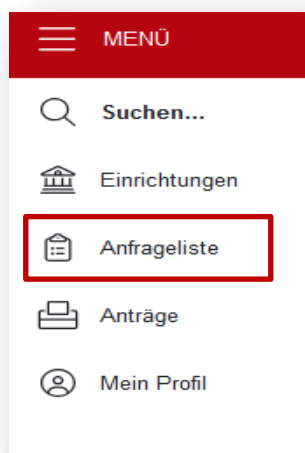 MENÜ
Suchen...
Einrichtungen
Anfrageliste
Anträge
Mein Profil